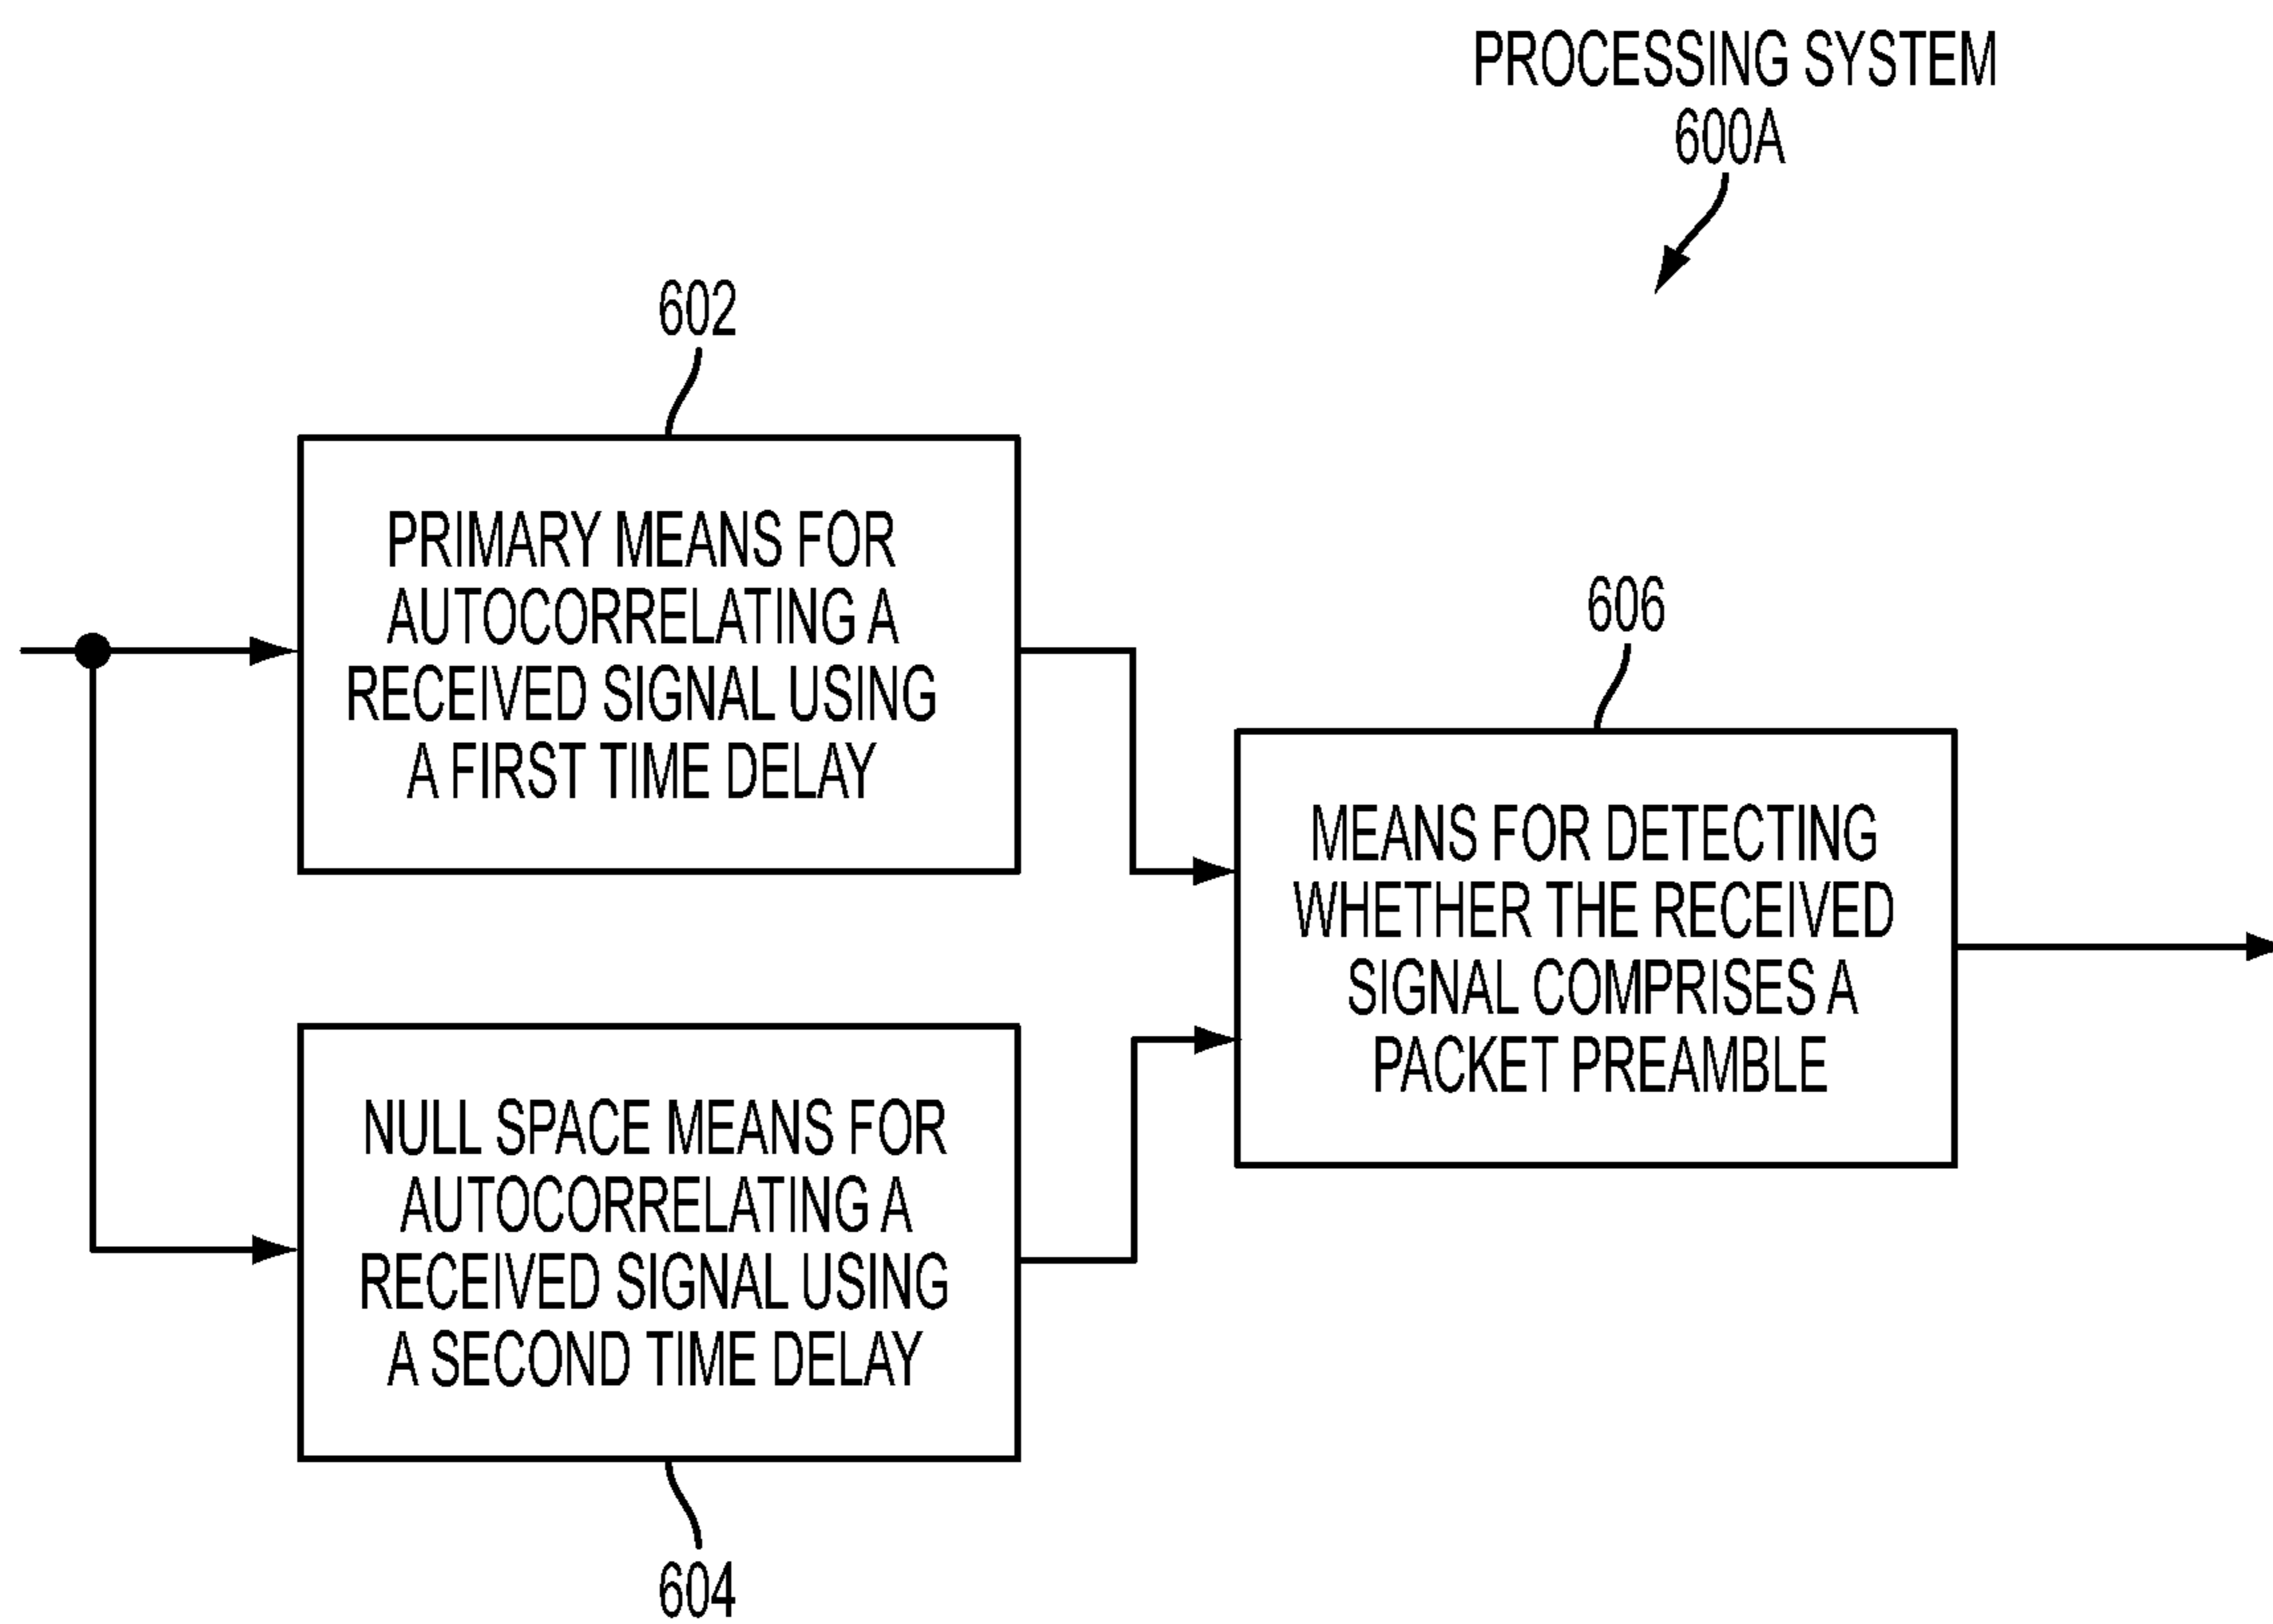 PROCESSING SYSTEM
600A
602
PRIMARY MEANS FOR
AUTOCORRELATING A
RECEIVED SIGNAL USING
A FIRST TIME DELAY
606
MEANS FOR DETECTING
WHETHER THE RECEIVED
SIGNAL COMPRISES A
PACKET PREAMBLE
NULL SPACE MEANS FOR
AUTOCORRELATING A
RECEIVED SIGNAL USING
A SECOND TIME DELAY
604